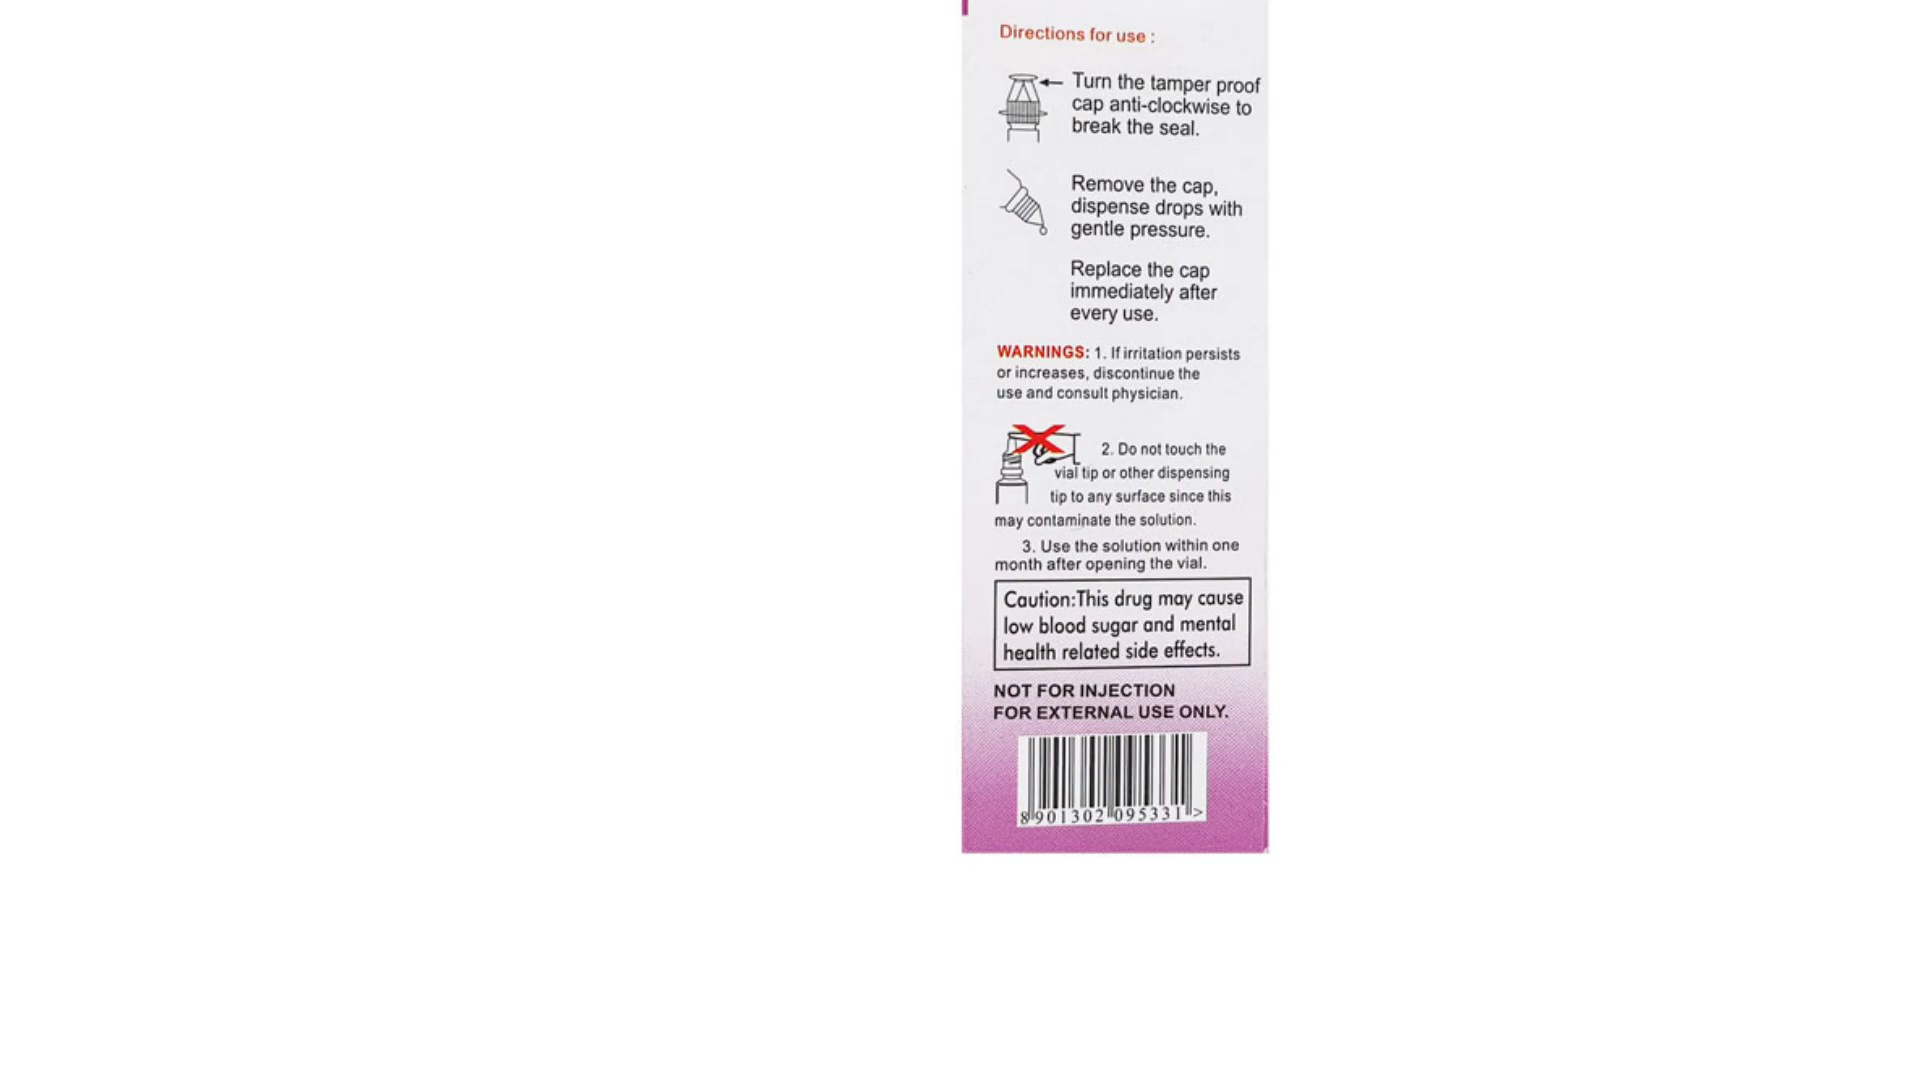 Directions for use :
Turn the tamper proof
cap anti-clockwise to
break the seal.
Remove the cap,
dispense drops with
gentle pressure.
Replace the cap
immediately after
every use.
WARNINGS: 1. If irritation persists
or increases, discontinue the
use and consult physician.
2. Do not touch the
vial tip or other dispensing
tip to any surface since this
may contaminate the solution.
3. Use the solution within one
month after opening the vial.
Caution:This drug may cause
low blood sugar and mental
health related side effects.
NOT FOR INJECTION
FOR EXTERNAL USE ONLY.
8 901302 095331 >